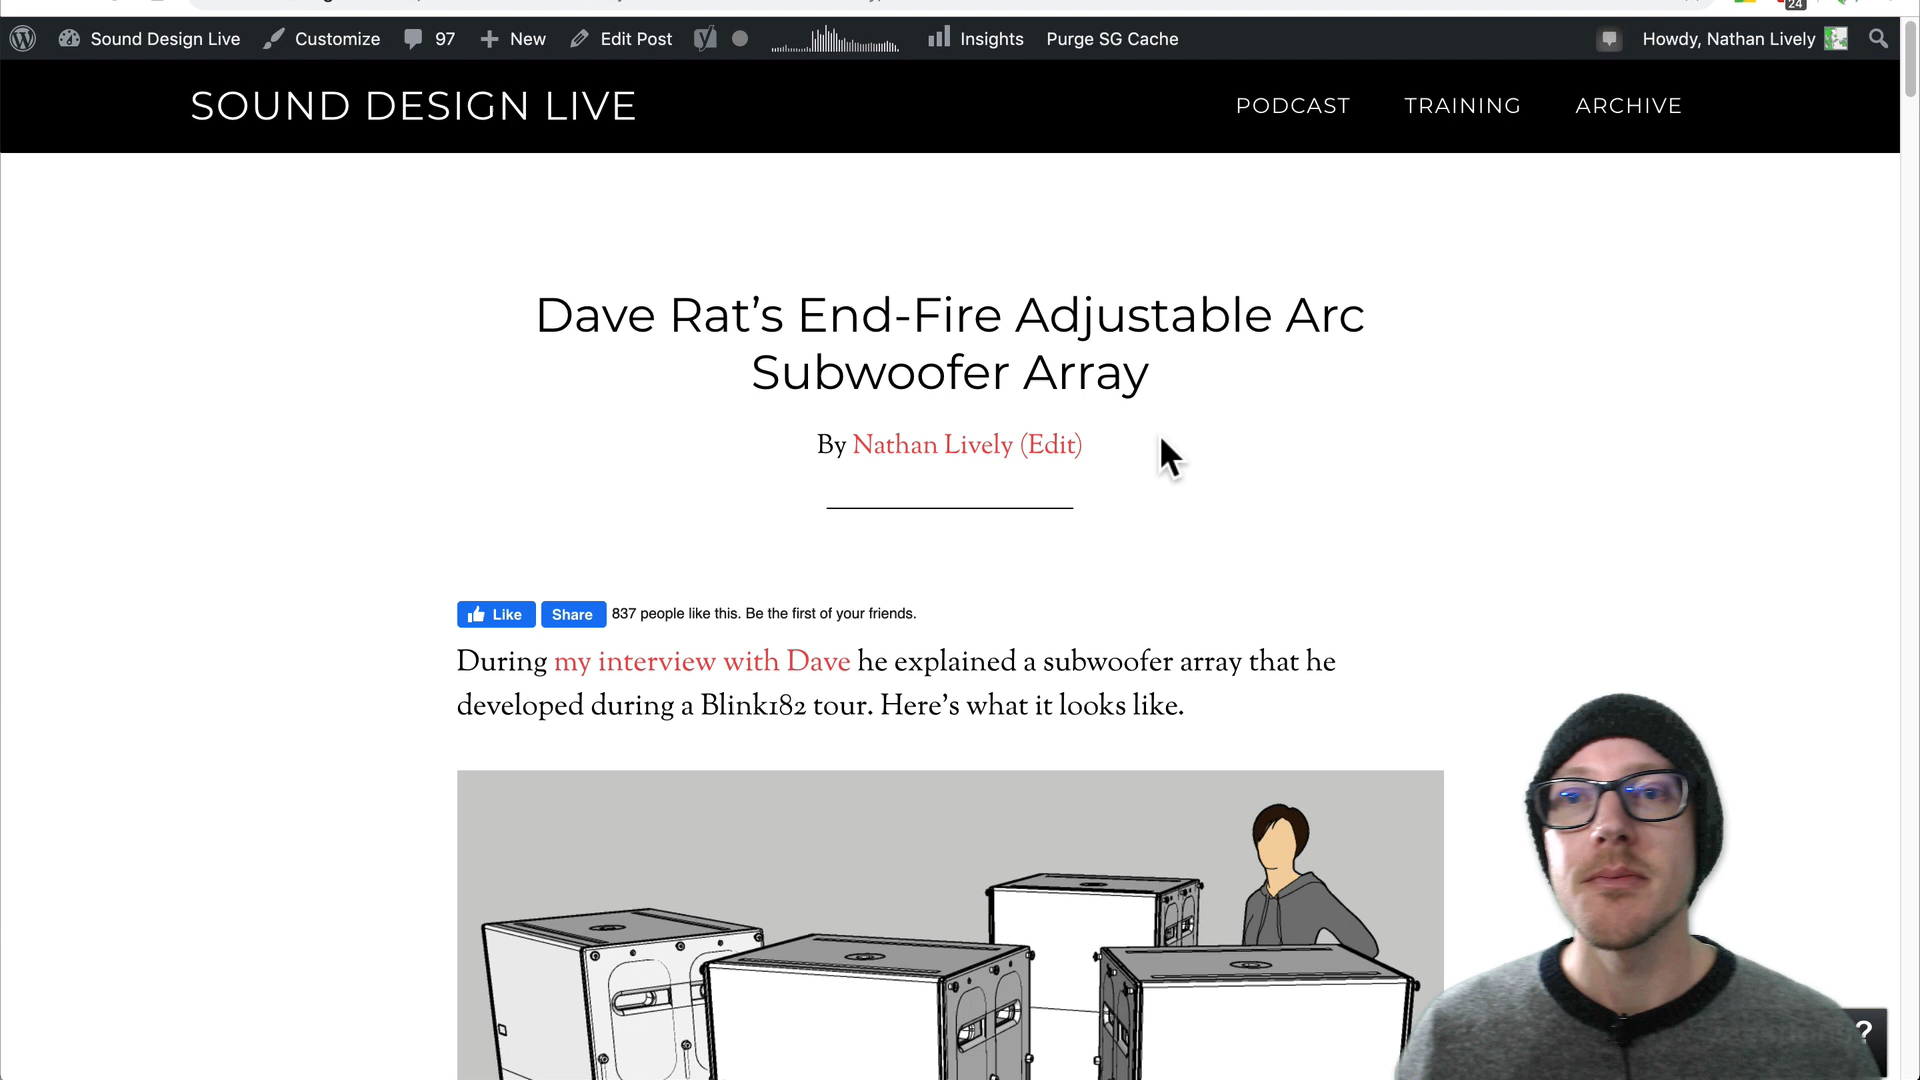 24
Sound Design Live Customize 97 New Edit Post Insights Purge SG Cache Howdy, Nathan Lively
SOUND DESIGN LIVE PODCAST TRAINING ARCHIVE
Dave Rat’s End-Fire Adjustable Arc
Subwoofer Array
By Nathan Lively (Edit)
Like Share 837 people like this. Be the first of your friends.
During my interview with Dave he explained a subwoofer array that he
developed during a Blink182 tour. Here’s what it looks like.
?